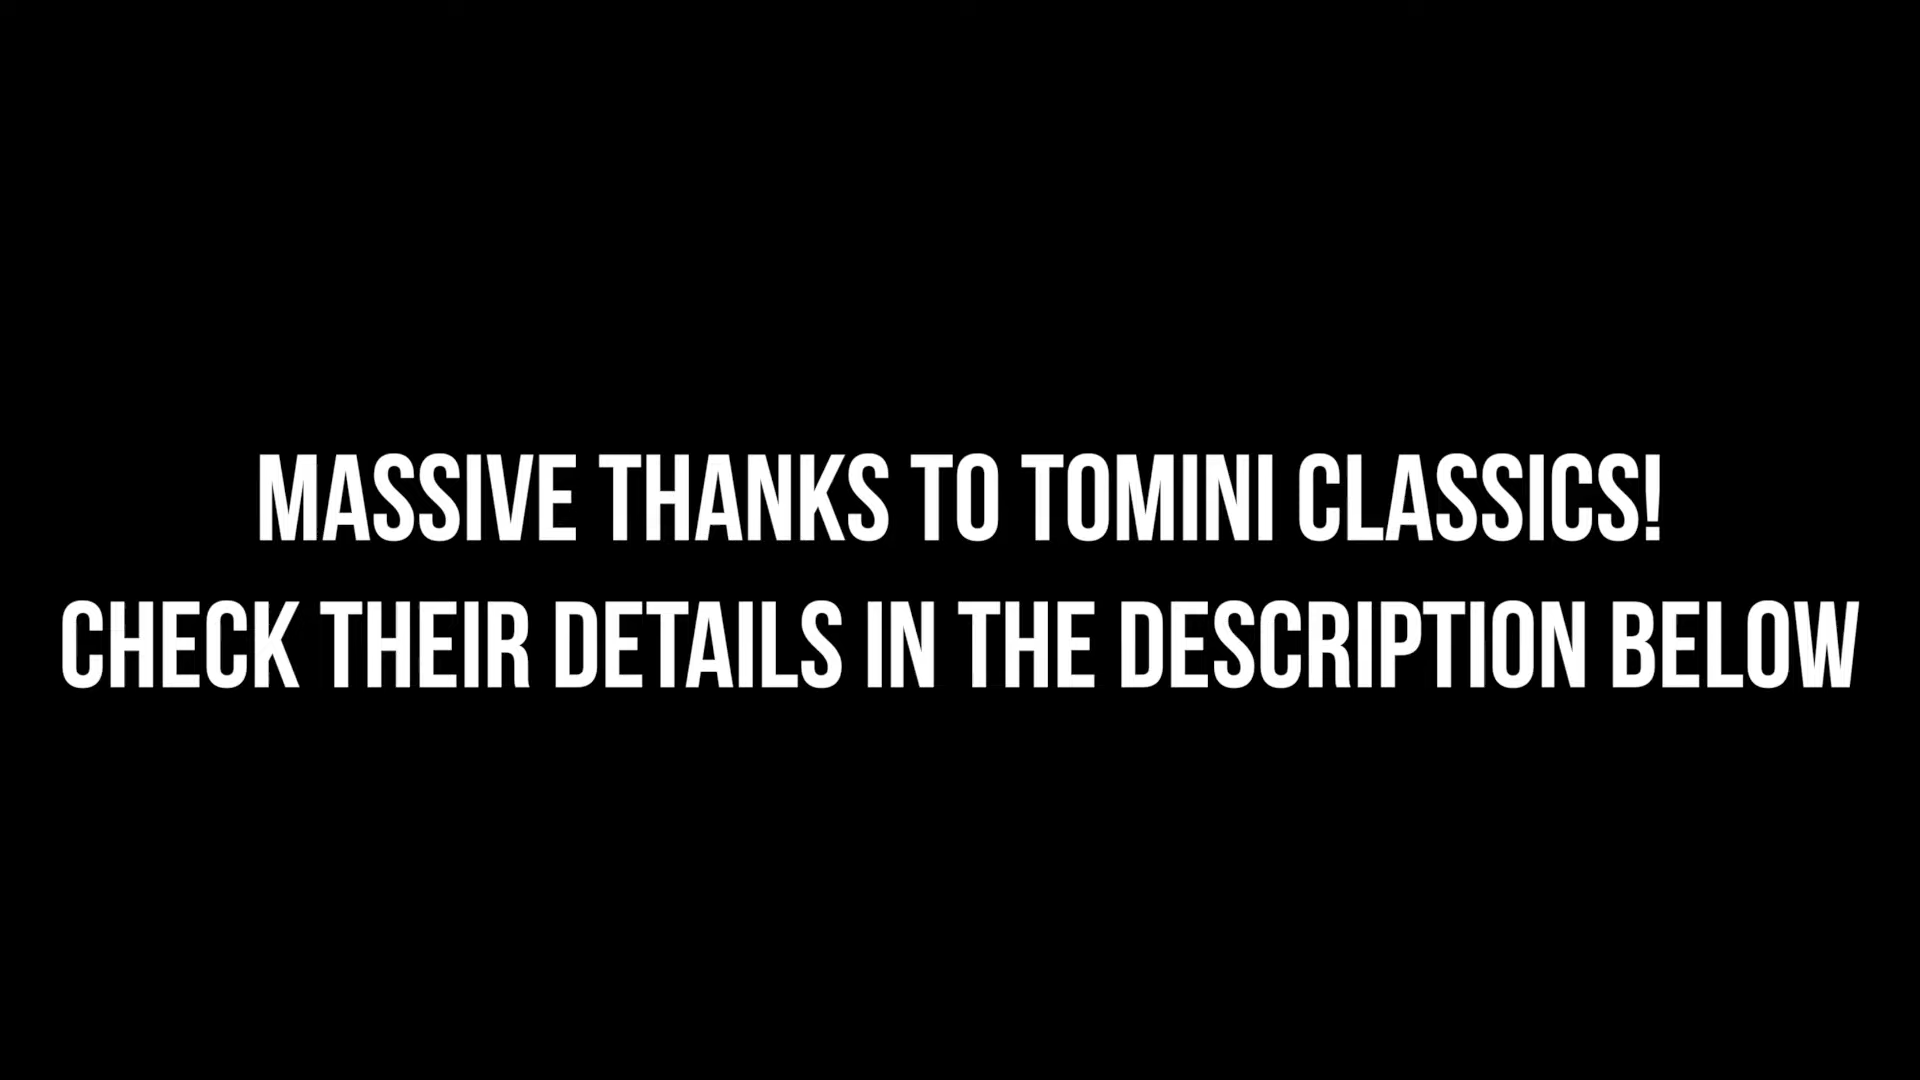 MASSIVE THANKS TO TOMINI CLASSICS!
CHECK THEIR DETAILS IN THE DESCRIPTION BELOW